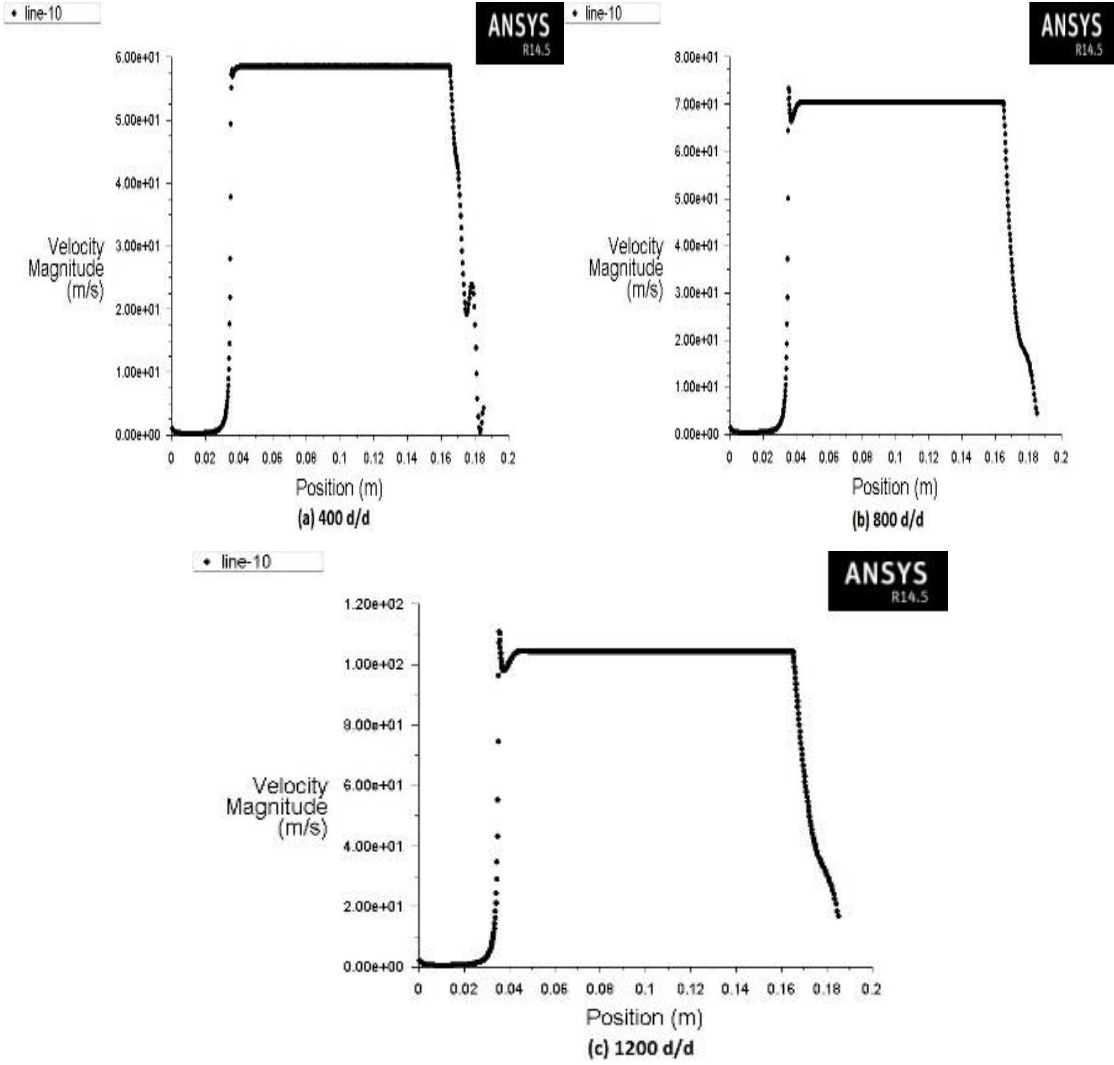 line-10
ANSYS
R14.5
6.00e+01
5.00e+01
4.00e+01
3.00e+01
2.00e+01
1.00e+01
0.00e+00
Velocity
Magnitude
(m/s)
0 0.02 0.04 0.06 0.08 0.1 0.12 0.14 0.16 0.18 0.2
Position (m)
(a) 400 d/d
line-10
ANSYS
R14.5
8.00e+01
7.00e+01
6.00e+01
5.00e+01
4.00e+01
3.00e+01
2.00e+01
1.00e+01
0.00e+00
Velocity
Magnitude
(m/s)
0 0.02 0.04 0.06 0.08 0.1 0.12 0.14 0.16 0.18 0.2
Position (m)
(b) 800 d/d
line-10
ANSYS
R14.5
1.20e+02
1.00e+02
8.00e+01
6.00e+01
4.00e+01
2.00e+01
0.00e+00
Velocity
Magnitude
(m/s)
0 0.02 0.04 0.06 0.08 0.1 0.12 0.14 0.16 0.18 0.2
Position (m)
(c) 1200 d/d